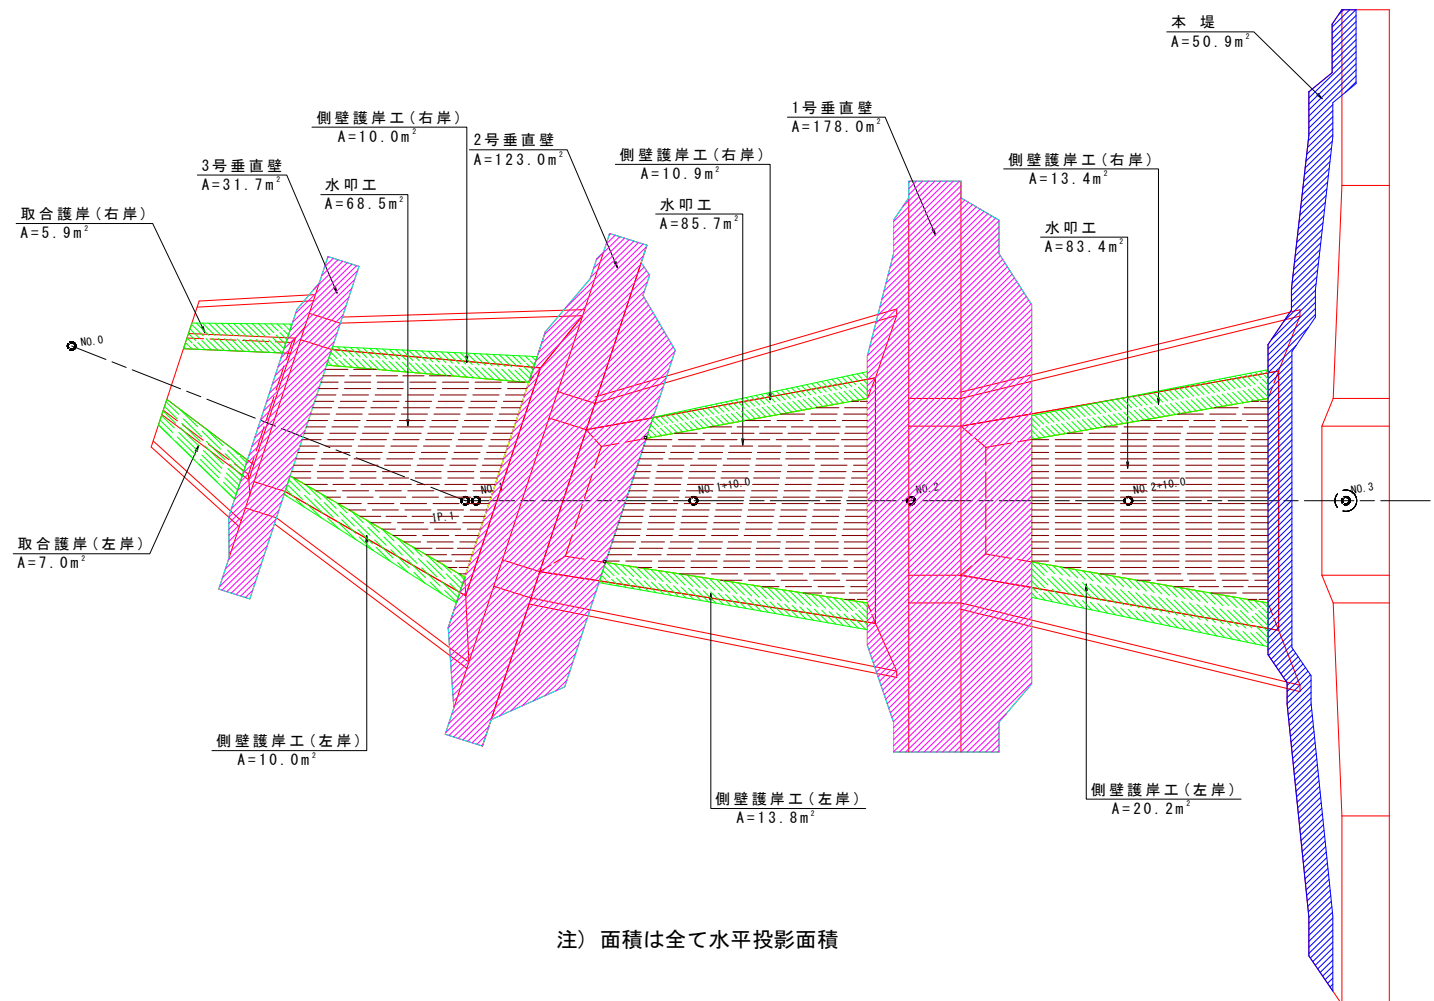 本 堤
A=50.9m²
1号垂直壁
A=178.0m²
側壁護岸工(右岸)
A=10.0m²
2号垂直壁
A=123.0m²
側壁護岸工(右岸)
A=10.9m²
側壁護岸工(右岸)
A=13.4m²
3号垂直壁
A=31.7m²
水叩工
A=68.5m²
水叩工
A=85.7m²
取合護岸(右岸)
A=5.9m²
水叩工
A=83.4m²
NO.0
IP.1
NO.1+10.0
NO.2
NO.2+10.0
NO.3
取合護岸(左岸)
A=7.0m²
側壁護岸工(左岸)
A=10.0m²
側壁護岸工(左岸)
A=13.8m²
側壁護岸工(左岸)
A=20.2m²
注）面積は全て水平投影面積